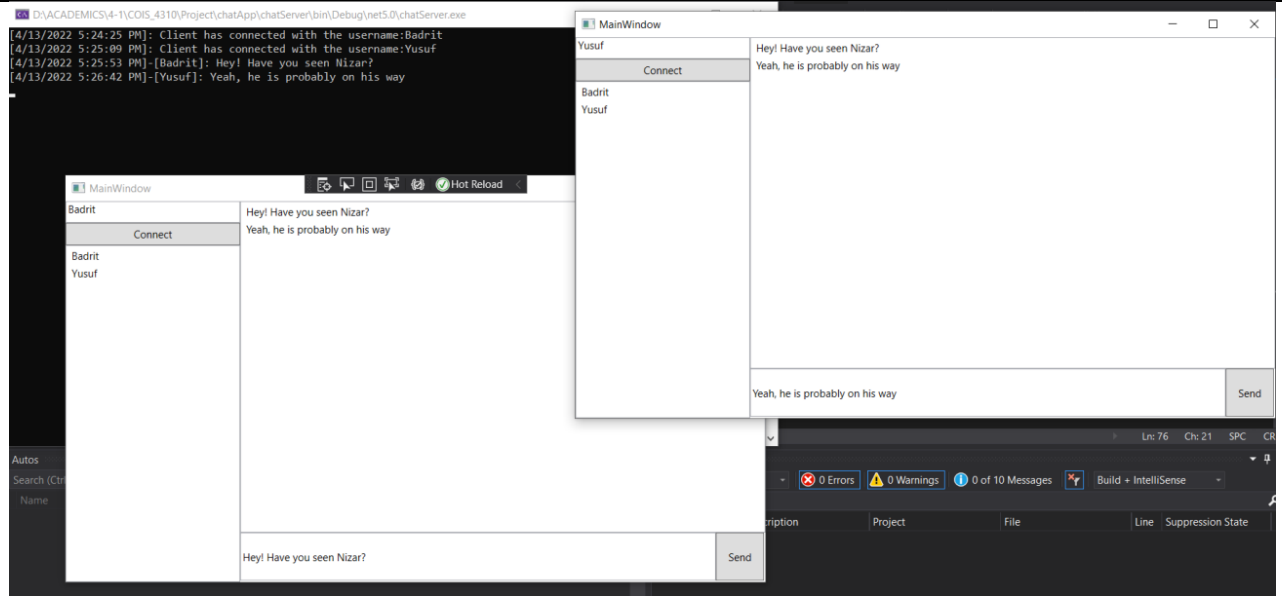 D:\ACADEMICS\4-1\COIS_4310\Project\chatApp\chatServer\bin\Debug\net5.0\chatServer.exe
[4/13/2022 5:24:25 PM]: Client has connected with the username:Badrit
[4/13/2022 5:25:09 PM]: Client has connected with the username:Yusuf
[4/13/2022 5:25:53 PM]-[Badrit]: Hey! Have you seen Nizar?
[4/13/2022 5:26:42 PM]-[Yusuf]: Yeah, he is probably on his way
MainWindow
Yusuf
Connect
Badrit
Yusuf
Hey! Have you seen Nizar?
Yeah, he is probably on his way
Yeah, he is probably on his way
Send
MainWindow
Hot Reload
Badrit
Connect
Badrit
Yusuf
Hey! Have you seen Nizar?
Yeah, he is probably on his way
Hey! Have you seen Nizar?
Send
Ln: 76 Ch: 21 SPC CR
Autos
Search (Ctr
Name
0 Errors 0 Warnings 0 of 10 Messages Build + IntelliSense
cription Project File Line Suppression State